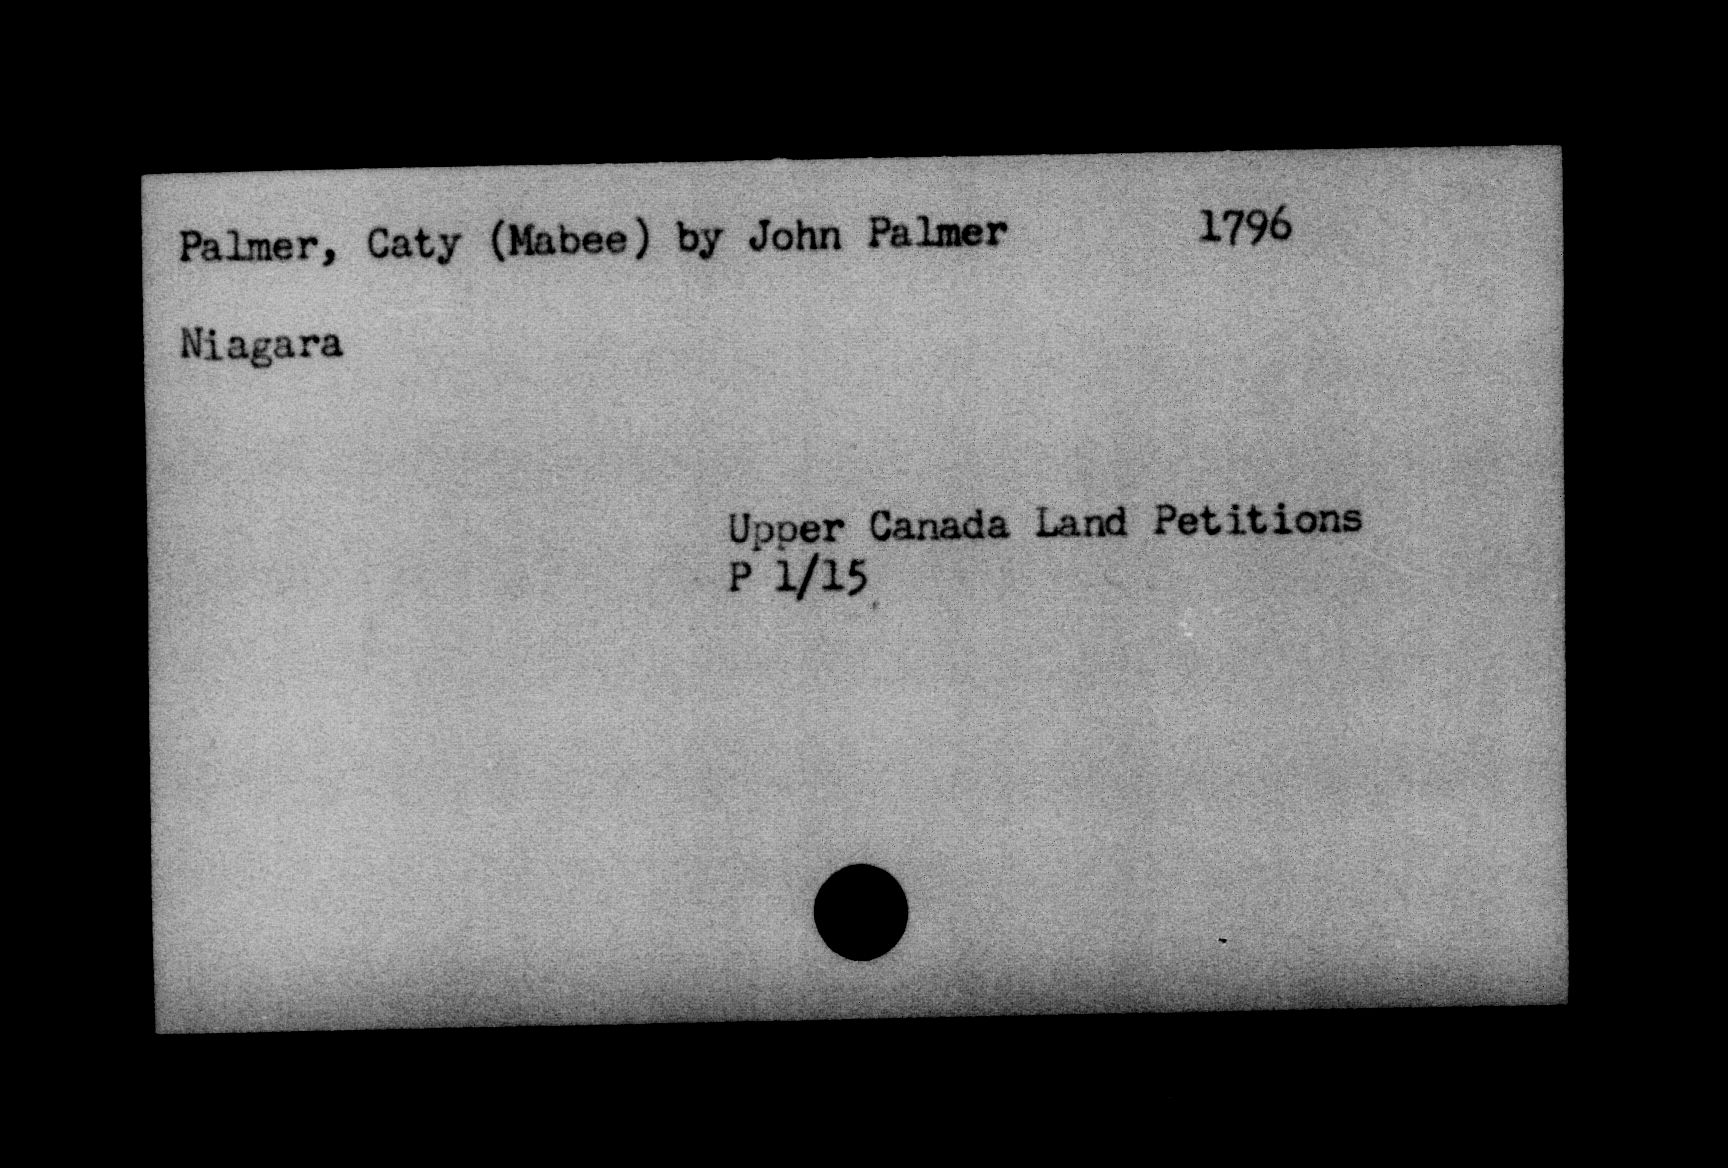 Palmer, Caty (Mabee) by John Palmer 1796
Niagara
Upper Canada Land Petitions
P 1/15